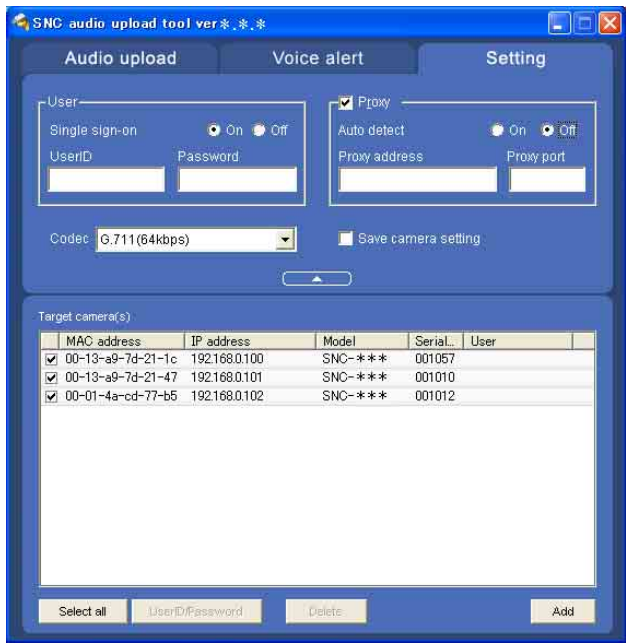 SNC audio upload tool ver*.*.*
Audio upload Voice alert Setting
User Proxy
Single sign-on On Off Auto detect On Off
UserID Password Proxy address Proxy port
Codec G.711(64kbps) Save camera setting
Target camera(s)
MAC address IP address Model Serial... User
00-13-a9-7d-21-1c 192.168.0.100 SNC-*** 001057
00-13-a9-7d-21-47 192.168.0.101 SNC-*** 001010
00-01-4a-cd-77-b5 192.168.0.102 SNC-*** 001012
Select all UserID/Password Delete Add